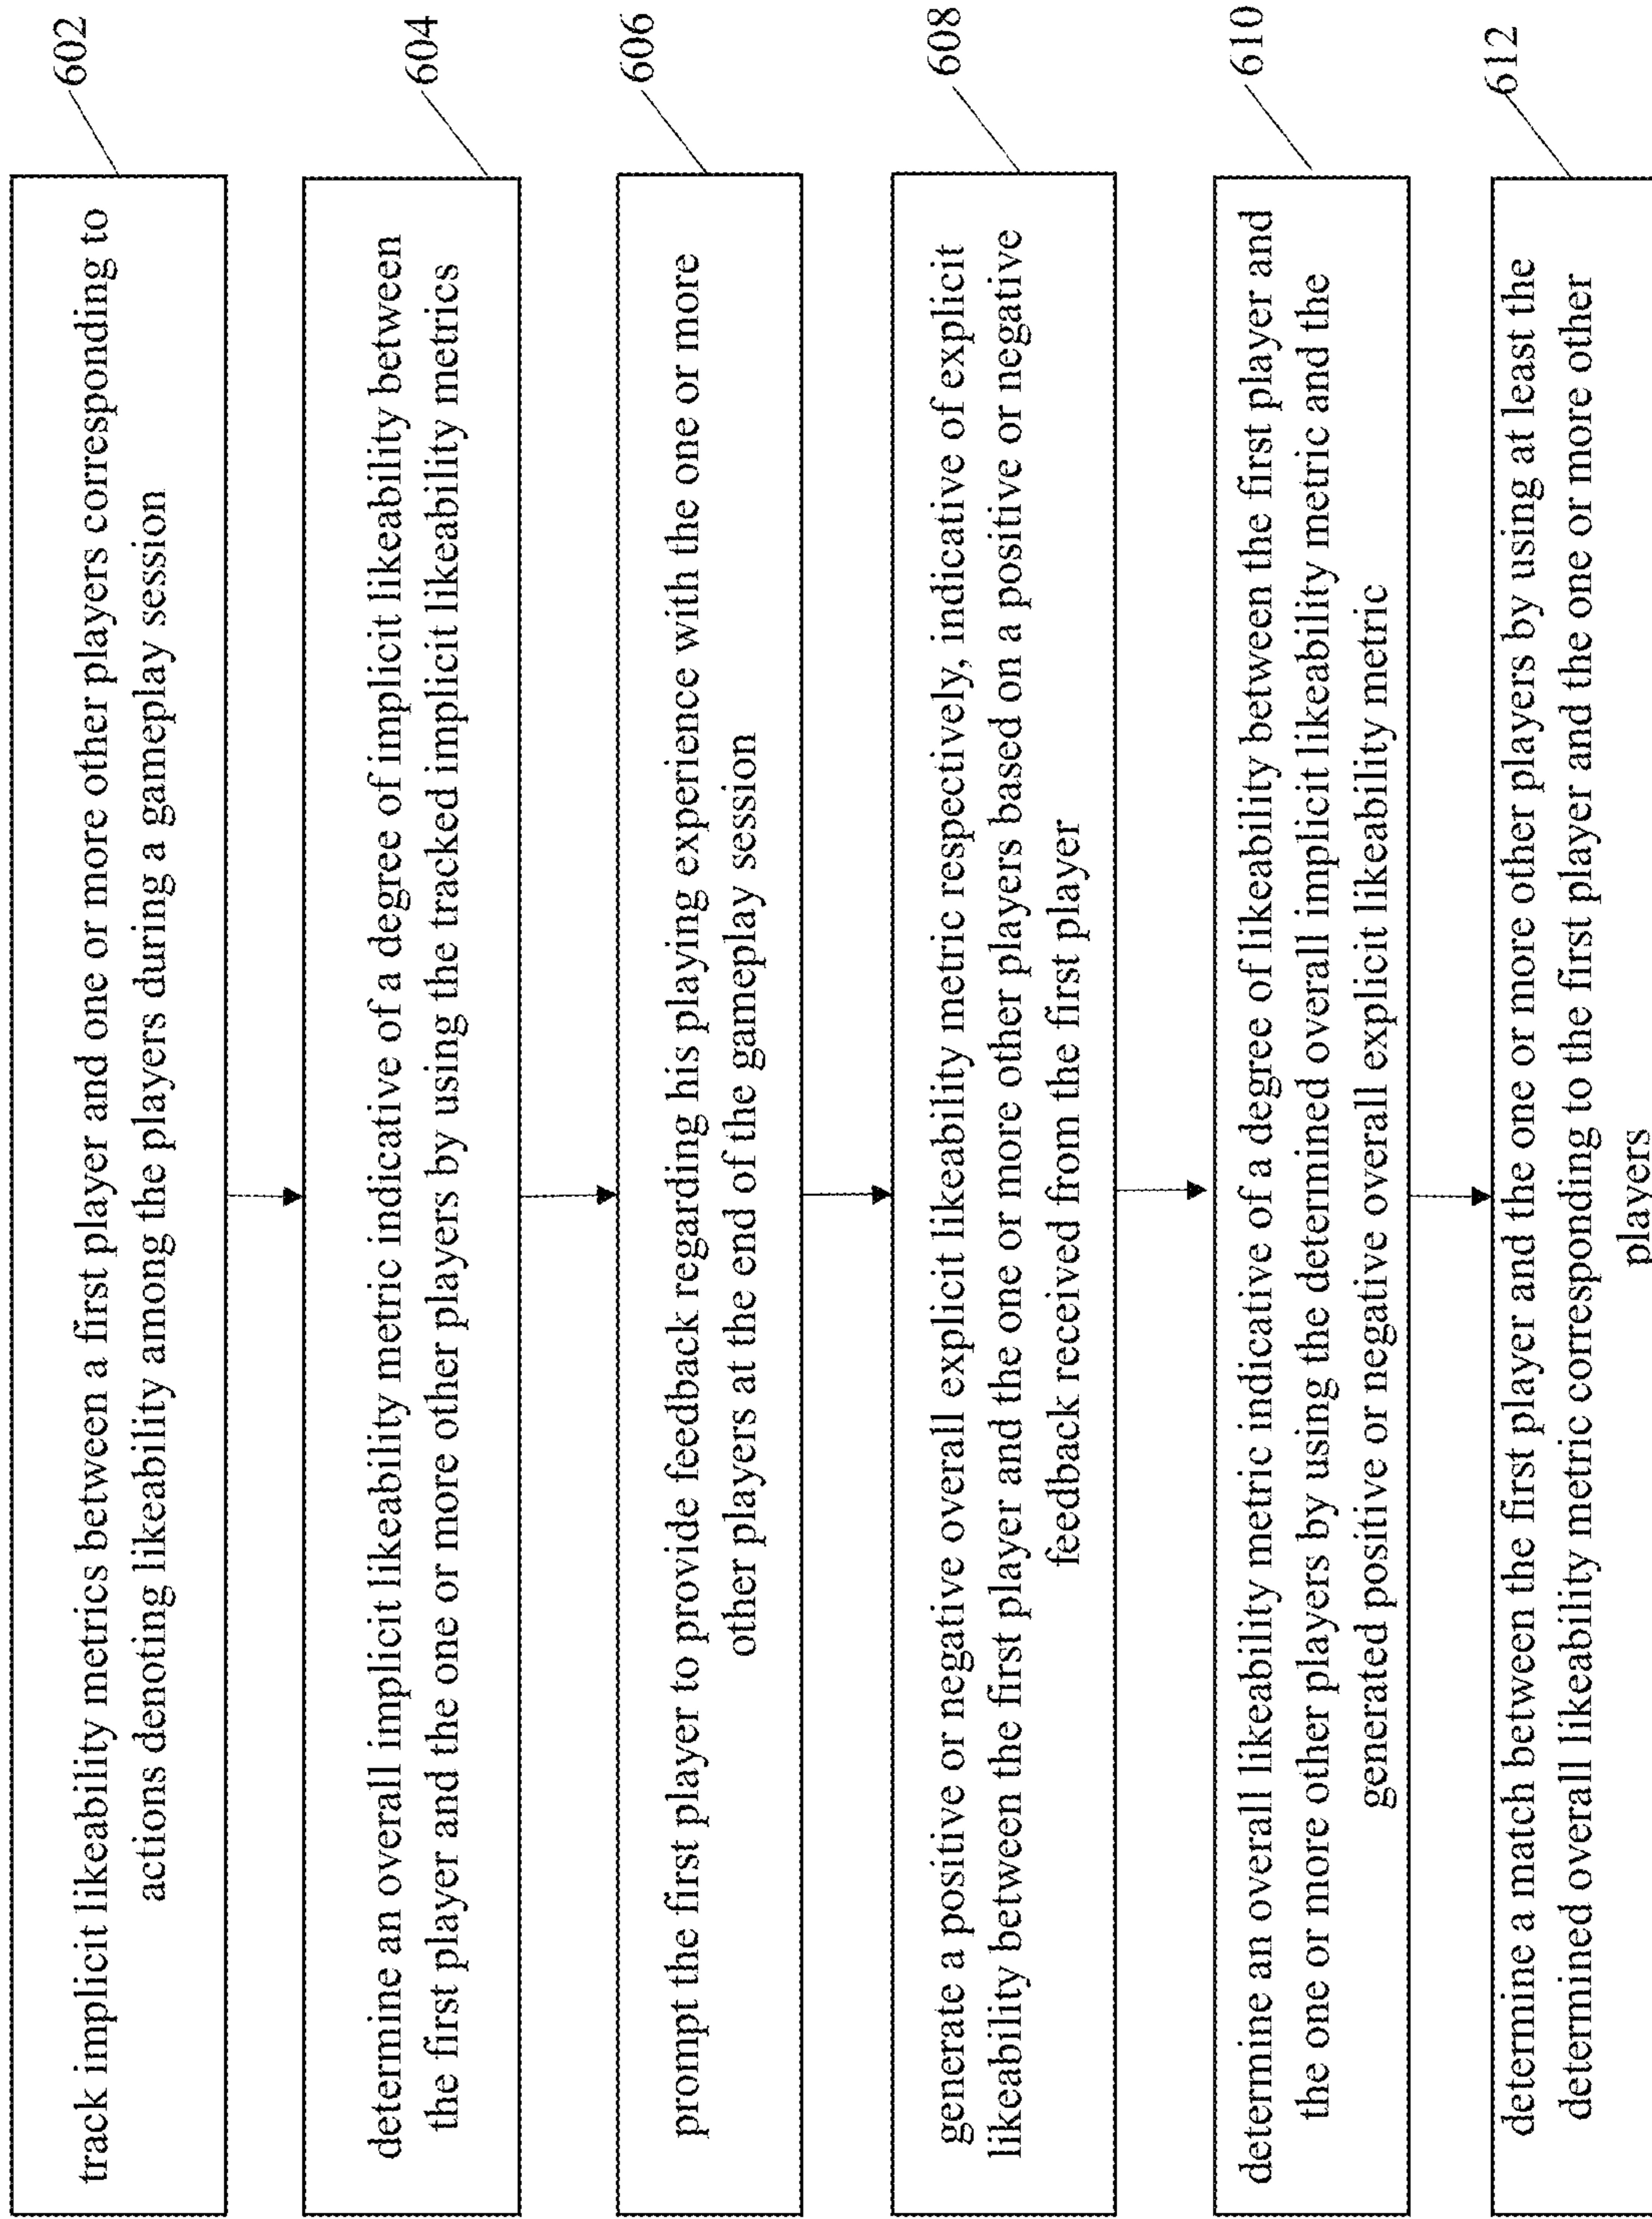 track implicit likeability metrics between a first player and one or more other players corresponding to
actions denoting likeability among the players during a gameplay session
602
determine an overall implicit likeability metric indicative of a degree of implicit likeability between
the first player and the one or more other players by using the tracked implicit likeability metrics
604
prompt the first player to provide feedback regarding his playing experience with the one or more
other players at the end of the gameplay session
606
generate a positive or negative overall explicit likeability metric respectively, indicative of explicit
likeability between the first player and the one or more other players based on a positive or negative
feedback received from the first player
608
determine an overall likeability metric indicative of a degree of likeability between the first player and
the one or more other players by using the determined overall implicit likeability metric and the
generated positive or negative overall explicit likeability metric
610
determine a match between the first player and the one or more other players by using at least the
determined overall likeability metric corresponding to the first player and the one or more other
players
612